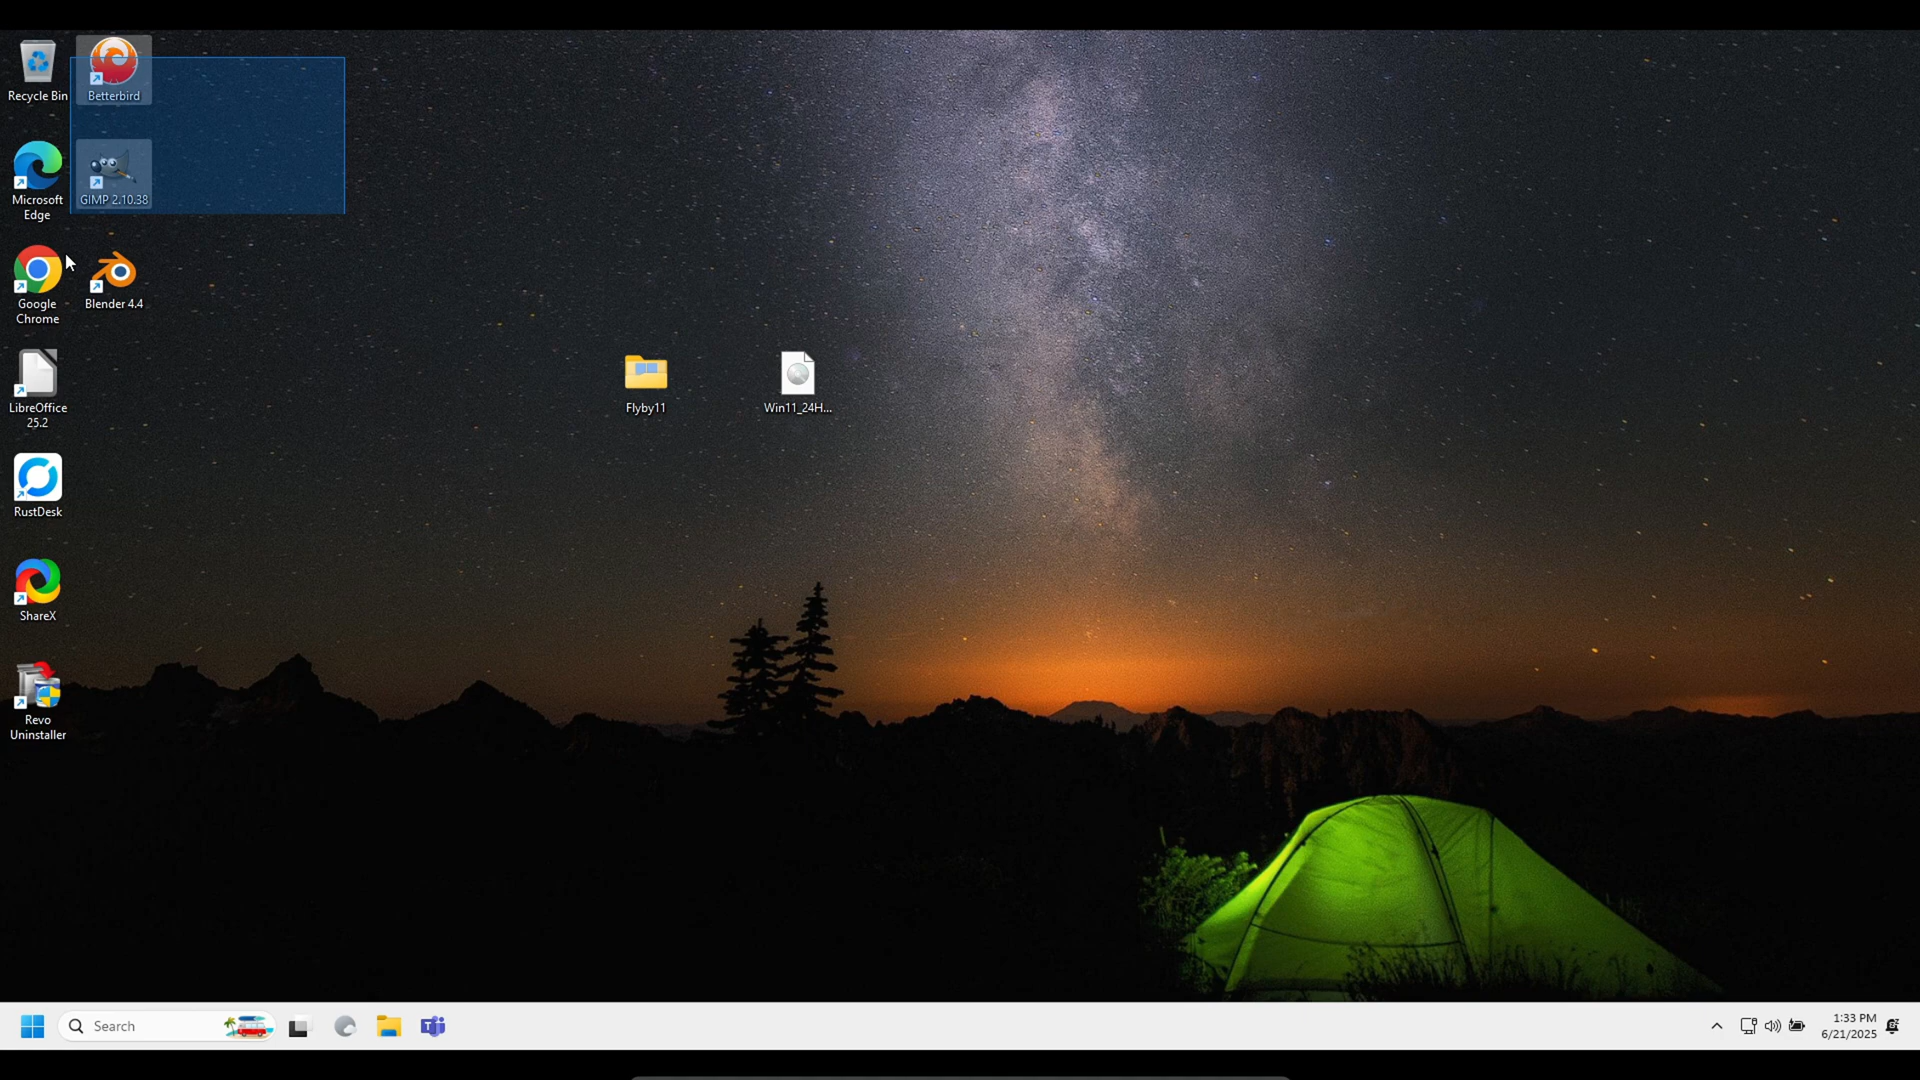 Recycle Bin
Betterbird
Microsoft
Edge
GIMP 2.10.38
Google
Chrome
Blender 4.4
LibreOffice
25.2
Flyby11
Win11_24H...
RustDesk
ShareX
Revo
Uninstaller
Search
1:33 PM
6/21/2025